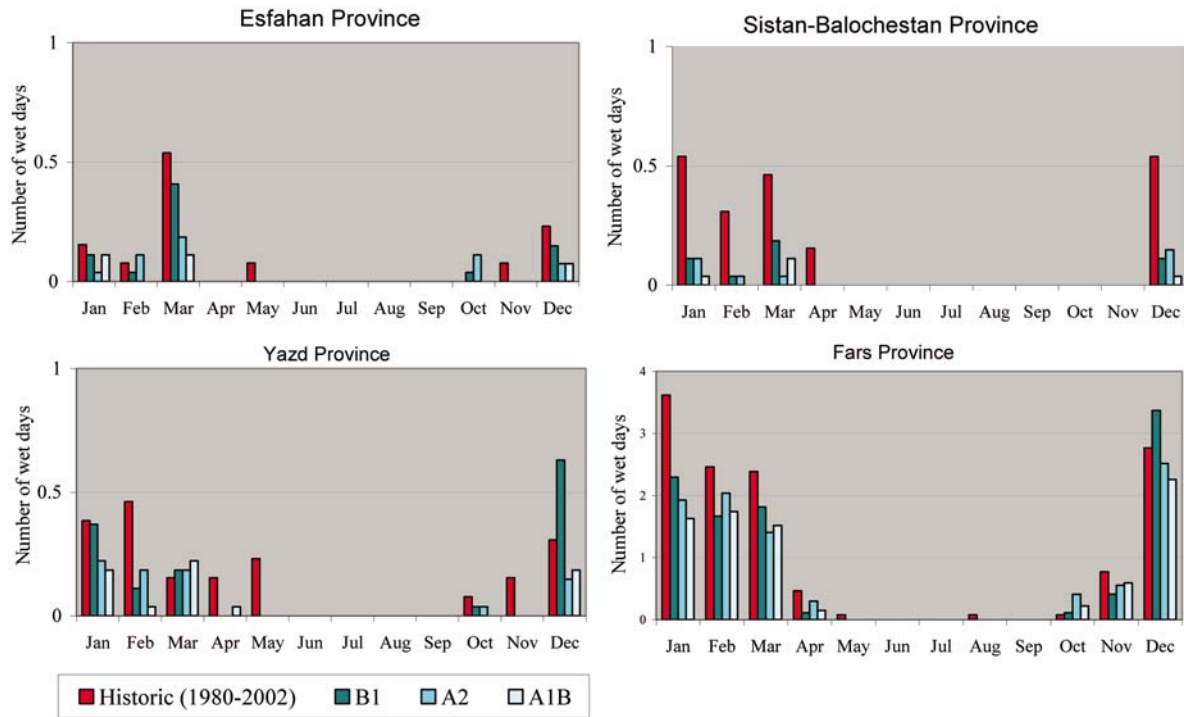 Esfahan Province
Number of wet days
1
0.5
0
Jan Feb Mar Apr May Jun Jul Aug Sep Oct Nov Dec
Sistan-Balochestan Province
Number of wet days
1
0.5
0
Jan Feb Mar Apr May Jun Jul Aug Sep Oct Nov Dec
Yazd Province
Number of wet days
1
0.5
0
Jan Feb Mar Apr May Jun Jul Aug Sep Oct Nov Dec
Fars Province
Number of wet days
4
3
2
1
0
Jan Feb Mar Apr May Jun Jul Aug Sep Oct Nov Dec
Historic (1980-2002) B1 A2 A1B